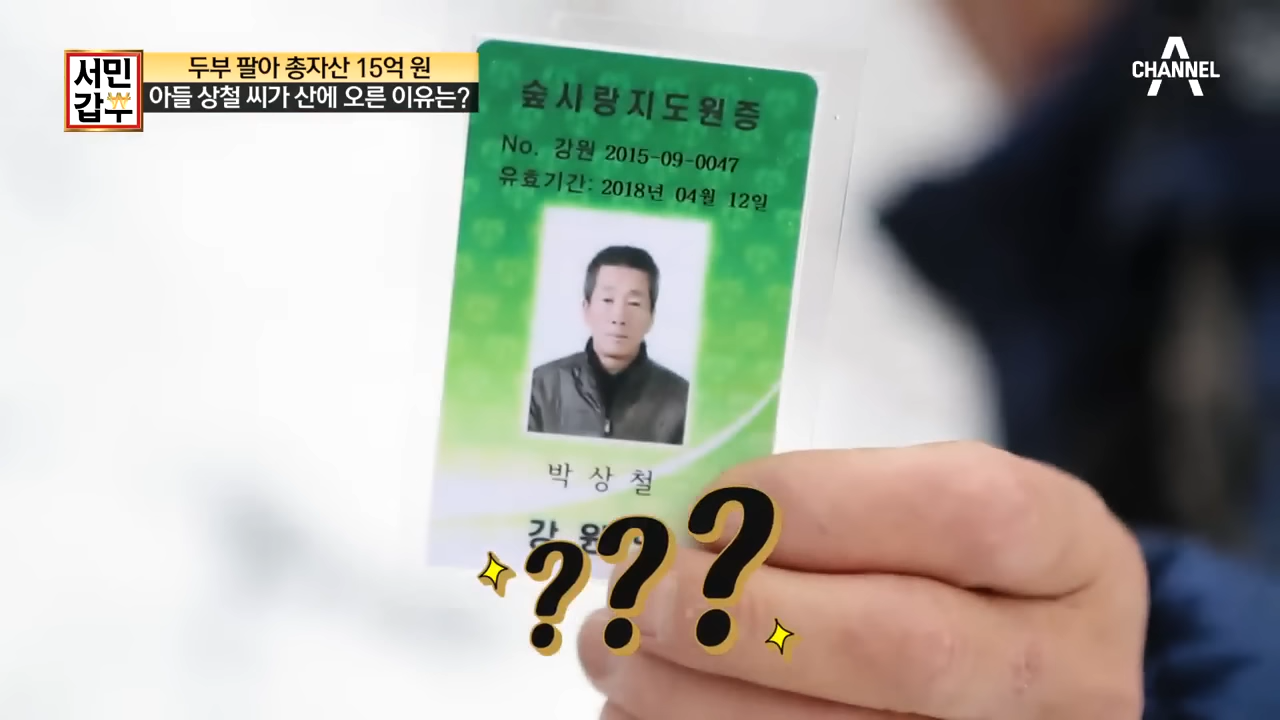 서민
갑부
두부 팔아 총자산 15억 원
아들 상철 씨가 산에 오른 이유는?
CHANNEL A
숲사랑지도원증
No. 강원 2015-09-0047
유효기간: 2018년 04월 12일
박상철
강원
???